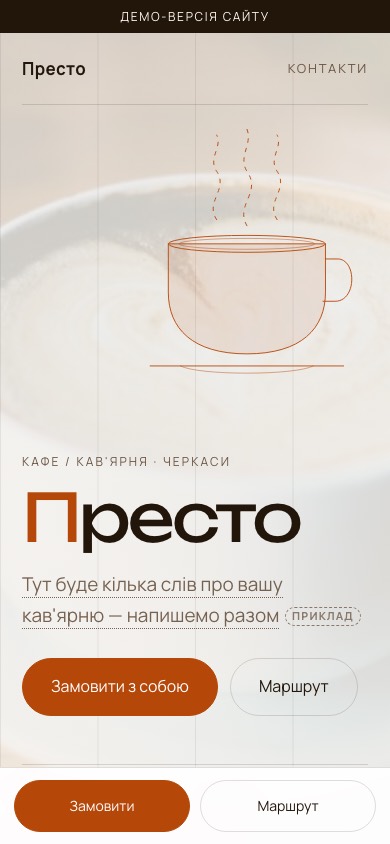 ДЕМО-ВЕРСІЯ САЙТУ
Престо
КОНТАКТИ
КАФЕ / КАВ'ЯРНЯ · ЧЕРКАСИ
Престо
Тут буде кілька слів про вашу
кав'ярню — напишемо разом ПРИКЛАД
Замовити з собою
Маршрут
Замовити
Маршрут